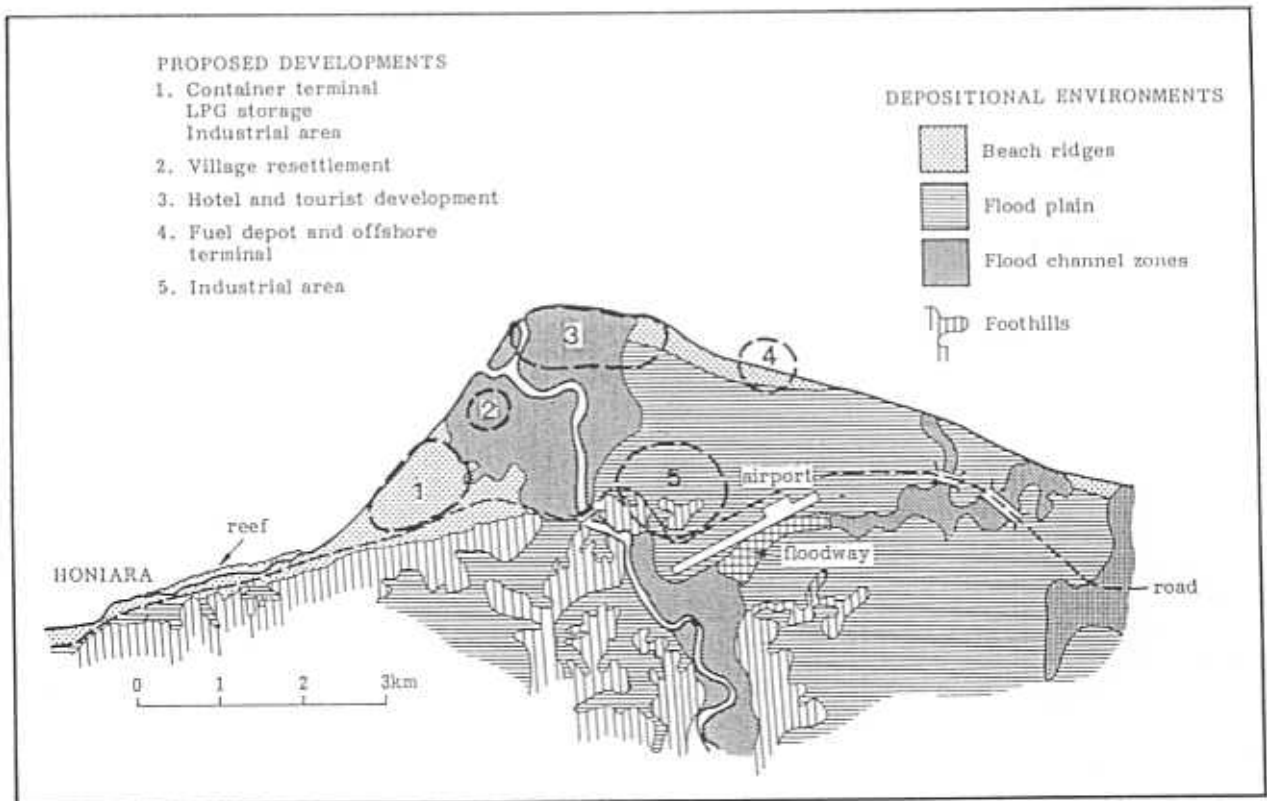 PROPOSED DEVELOPMENTS
1. Container terminal
LPG storage
Industrial area
2. Village resettlement
3. Hotel and tourist development
4. Fuel depot and offshore
terminal
5. Industrial area
DEPOSITIONAL ENVIRONMENTS
Beach ridges
Flood plain
Flood channel zones
Foothills
3
4
2
1
5
airport
reef
floodway
HONIARA
road
0 1 2 3km